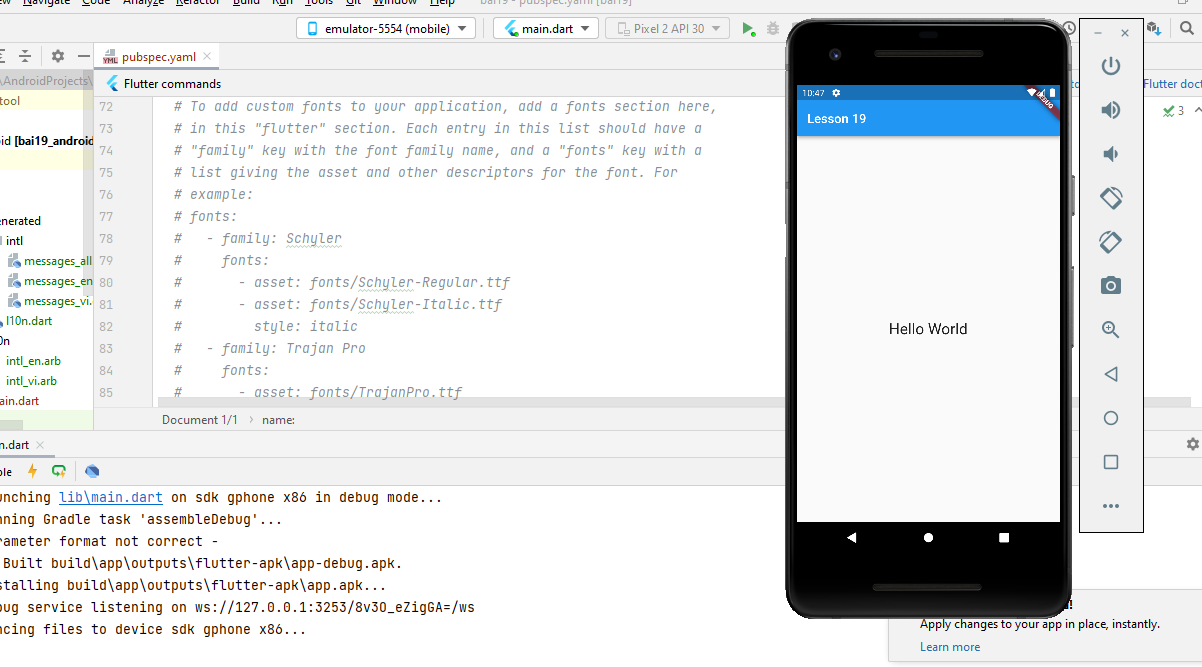 Navigate Code Analyze Refactor Build Run Tools Git Window Help bai19 - pubspec.yaml [bai19]
emulator-5554 (mobile) main.dart Pixel 2 API 30
pubspec.yaml
\AndroidProjects\
Flutter commands
Flutter doct
tool
3
id [bai19_android
enerated
intl
messages_all
messages_en
messages_vi.
l10n.dart
0n
intl_en.arb
intl_vi.arb
ain.dart
72 # To add custom fonts to your application, add a fonts section here,
73 # in this "flutter" section. Each entry in this list should have a
74 # "family" key with the font family name, and a "fonts" key with a
75 # list giving the asset and other descriptors for the font. For
76 # example:
77 # fonts:
78 #   - family: Schyler
79 #     fonts:
80 #       - asset: fonts/Schyler-Regular.ttf
81 #       - asset: fonts/Schyler-Italic.ttf
82 #         style: italic
83 #   - family: Trajan Pro
84 #     fonts:
85 #       - asset: fonts/TrajanPro.ttf
Document 1/1 › name:
10:47
DEBUG
Lesson 19
Hello World
n.dart
ole
unching lib\main.dart on sdk gphone x86 in debug mode...
nning Gradle task 'assembleDebug'...
rameter format not correct -
Built build\app\outputs\flutter-apk\app-debug.apk.
stalling build\app\outputs\flutter-apk\app.apk...
bug service listening on ws://127.0.0.1:3253/8v3O_eZigGA=/ws
ncing files to device sdk gphone x86...
Apply changes to your app in place, instantly.
Learn more